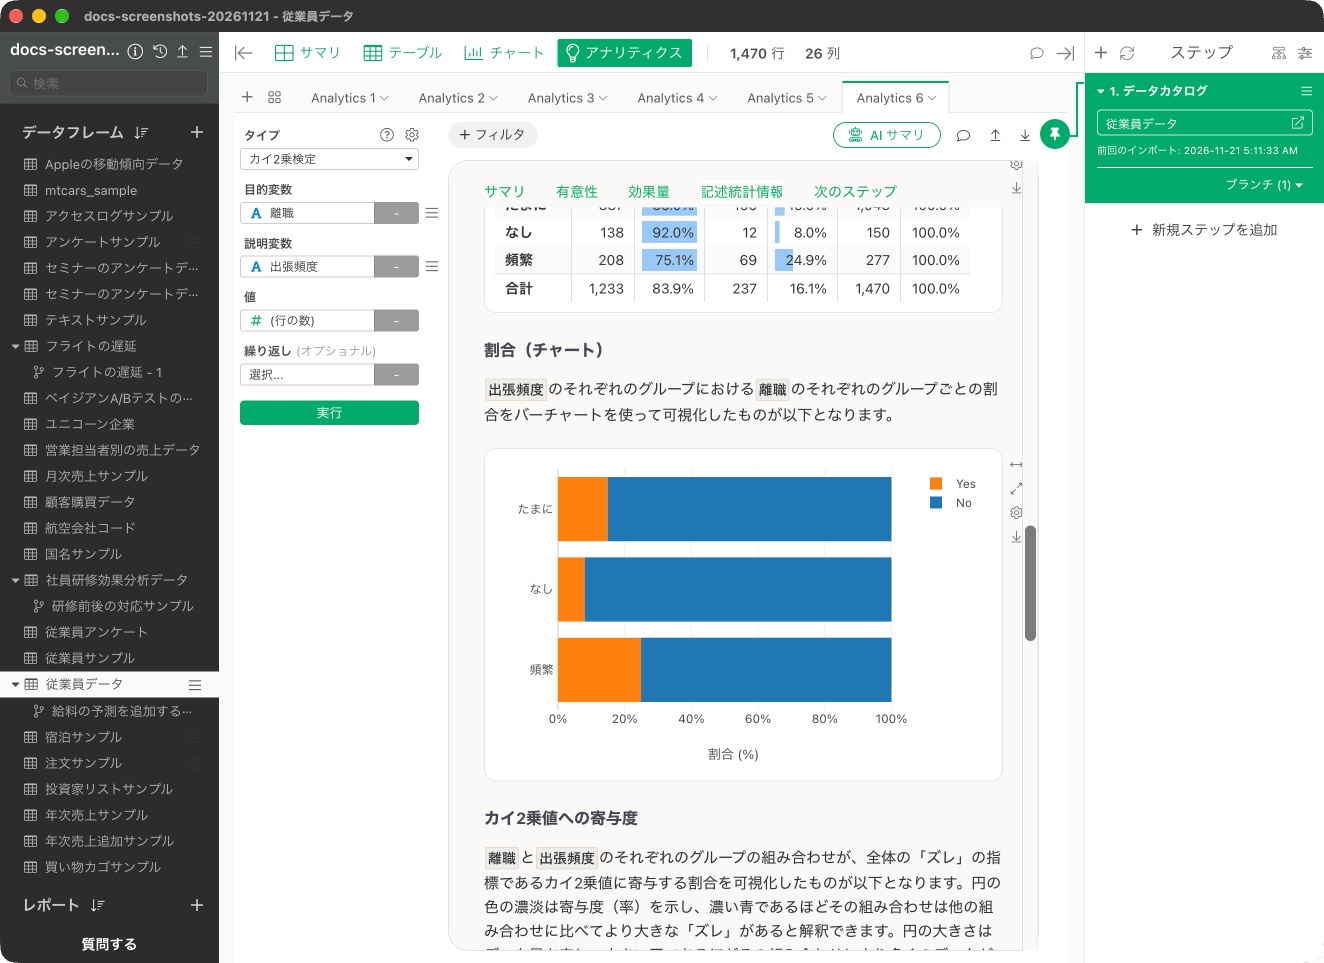 docs-screenshots-20261121 - 従業員データ
docs-screen...
検索
データフレーム
Appleの移動傾向データ
mtcars_sample
アクセスログサンプル
アンケートサンプル
セミナーのアンケートデ...
セミナーのアンケートデ...
テキストサンプル
フライトの遅延
フライトの遅延 - 1
ベイジアンA/Bテストの...
ユニコーン企業
営業担当者別の売上データ
月次売上サンプル
顧客購買データ
航空会社コード
国名サンプル
社員研修効果分析データ
研修前後の対応サンプル
従業員アンケート
従業員サンプル
従業員データ
給料の予測を追加する...
宿泊サンプル
注文サンプル
投資家リストサンプル
年次売上サンプル
年次売上追加サンプル
買い物カゴサンプル
レポート
質問する
サマリ テーブル チャート アナリティクス 1,470 行 26 列
Analytics 1 Analytics 2 Analytics 3 Analytics 4 Analytics 5 Analytics 6
タイプ
カイ2乗検定
目的変数
A 離職 -
説明変数
A 出張頻度 -
値
# (行の数) -
繰り返し (オプショナル)
選択... -
実行
+ フィルタ
AI サマリ
サマリ 有意性 効果量 記述統計情報 次のステップ
なし 138 92.0% 12 8.0% 150 100.0%
頻繁 208 75.1% 69 24.9% 277 100.0%
合計 1,233 83.9% 237 16.1% 1,470 100.0%
割合（チャート）
出張頻度 のそれぞれのグループにおける 離職 のそれぞれのグループごとの割
合をバーチャートを使って可視化したものが以下となります。
Yes
No
たまに
なし
頻繁
0% 20% 40% 60% 80% 100%
割合 (%)
カイ2乗値への寄与度
離職 と 出張頻度 のそれぞれのグループの組み合わせが、全体の「ズレ」の指
標であるカイ2乗値に寄与する割合を可視化したものが以下となります。円の
色の濃淡は寄与度（率）を示し、濃い青であるほどその組み合わせは他の組
み合わせに比べてより大きな「ズレ」があると解釈できます。円の大きさは
ステップ
1. データカタログ
従業員データ
前回のインポート: 2026-11-21 5:11:33 AM
ブランチ (1)
+ 新規ステップを追加